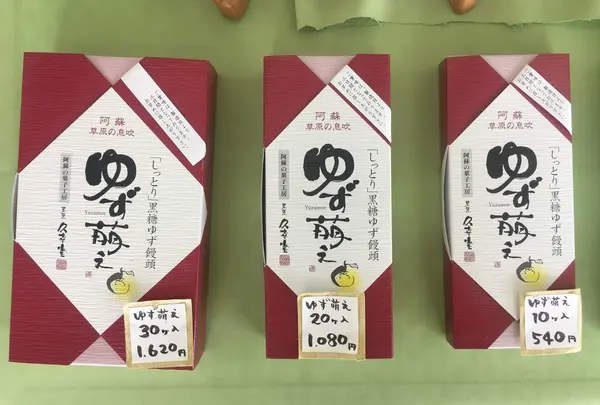 阿蘇
草原の息吹
「しっとり」黒糖ゆず饅頭
ゆず萌え
Yuzumoe
阿蘇の菓子工房
ゆず萌え
30ヶ入
1.620円
阿蘇
草原の息吹
「しっとり」黒糖ゆず饅頭
ゆず萌え
Yuzumoe
阿蘇の菓子工房
ゆず萌え
20ヶ入
1.080円
阿蘇
草原の息吹
「しっとり」黒糖ゆず饅頭
ゆず萌え
Yuzumoe
阿蘇の菓子工房
ゆず萌え
10ヶ入
540円